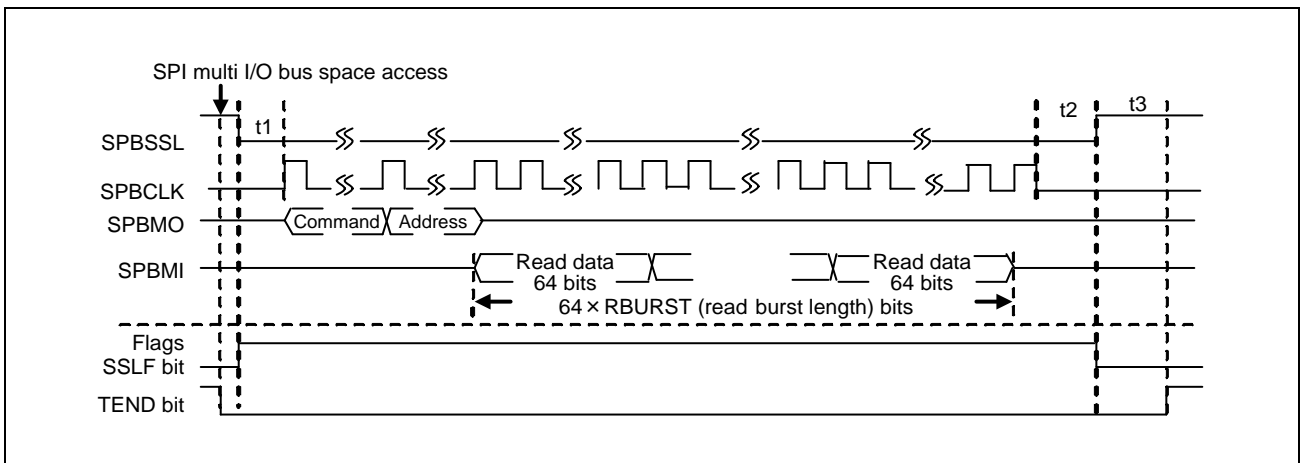 SPI multi I/O bus space access
t1
t2
t3
SPBSSL
SPBCLK
SPBMO
Command
Address
SPBMI
Read data
64 bits
Read data
64 bits
64 × RBURST (read burst length) bits
Flags
SSLF bit
TEND bit